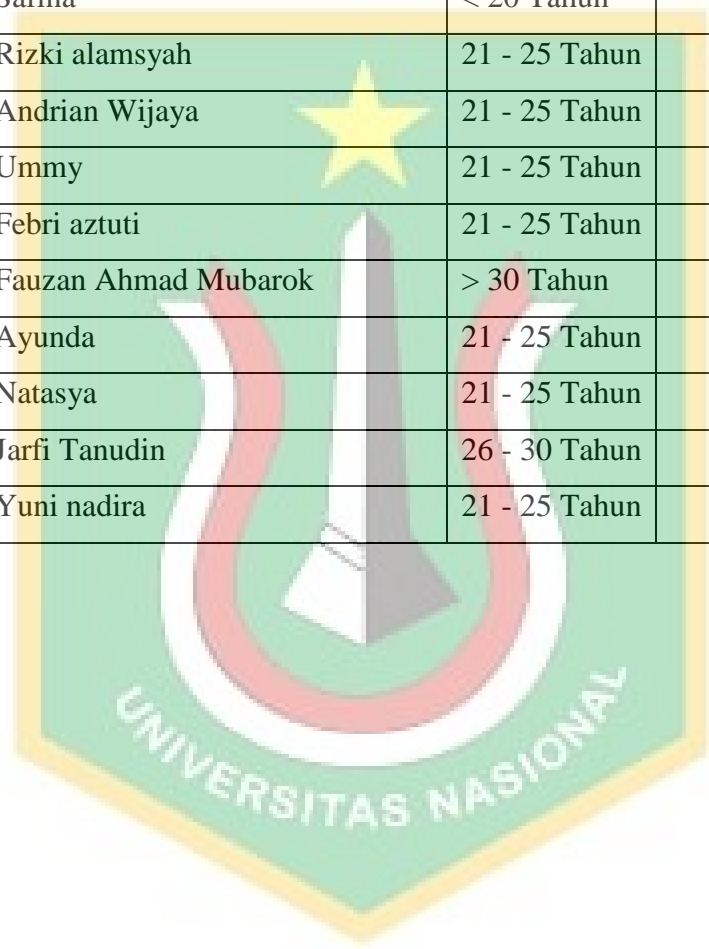 < 20 Tahun
Rizki alamsyah 21 - 25 Tahun
Andrian Wijaya 21 - 25 Tahun
Ummy 21 - 25 Tahun
Febri aztuti 21 - 25 Tahun
Fauzan Ahmad Mubarok > 30 Tahun
Ayunda 21 - 25 Tahun
Natasya 21 - 25 Tahun
Jarfi Tanudin 26 - 30 Tahun
Yuni nadira 21 - 25 Tahun
UNIVERSITAS NASIONAL